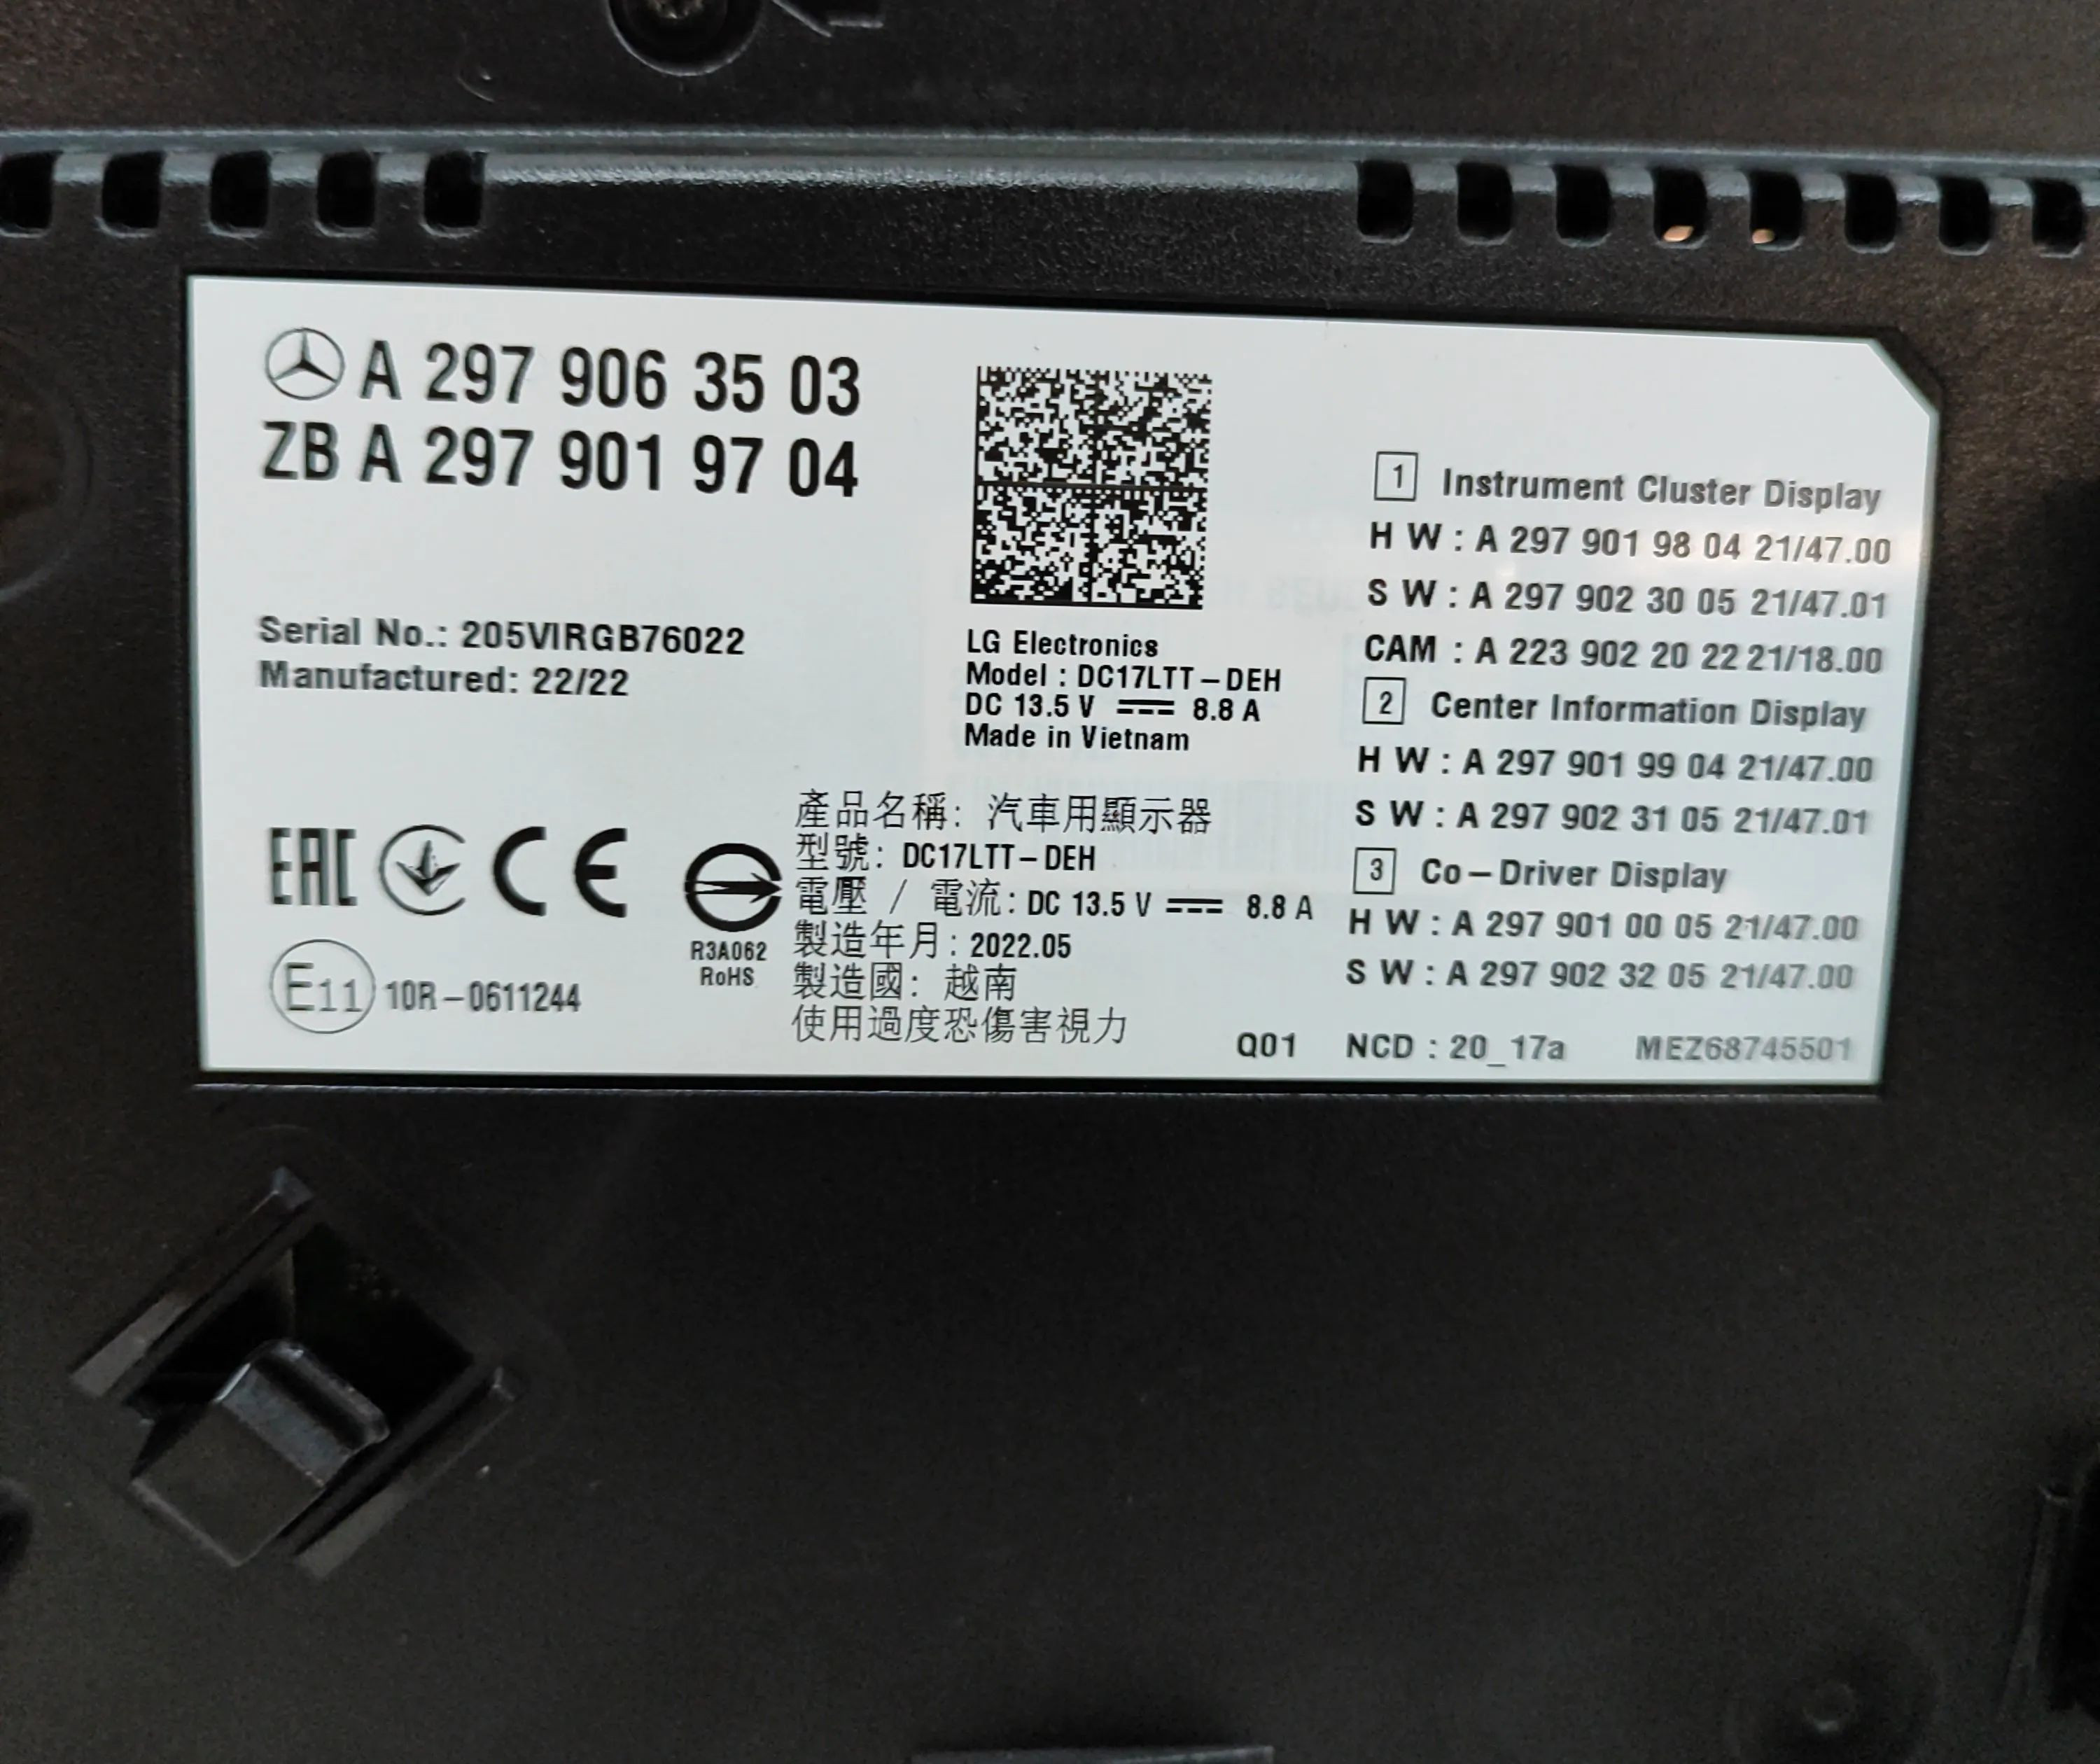 A 297 906 35 03
ZB A 297 901 97 04
Serial No.: 205VIRGB76022
Manufactured: 22/22
LG Electronics
Model : DC17LTT-DEH
DC 13.5 V ⎓ 8.8 A
Made in Vietnam
EAC CE
R3A062
RoHS
E11 10R-0611244
產品名稱: 汽車用顯示器
型號: DC17LTT-DEH
電壓 / 電流: DC 13.5 V ⎓ 8.8 A
製造年月: 2022.05
製造國: 越南
使用過度恐傷害視力
1 Instrument Cluster Display
H W : A 297 901 98 04 21/47.00
S W : A 297 902 30 05 21/47.01
CAM : A 223 902 20 22 21/18.00
2 Center Information Display
H W : A 297 901 99 04 21/47.00
S W : A 297 902 31 05 21/47.01
3 Co-Driver Display
H W : A 297 901 00 05 21/47.00
S W : A 297 902 32 05 21/47.00
Q01 NCD : 20_17a MEZ68745501